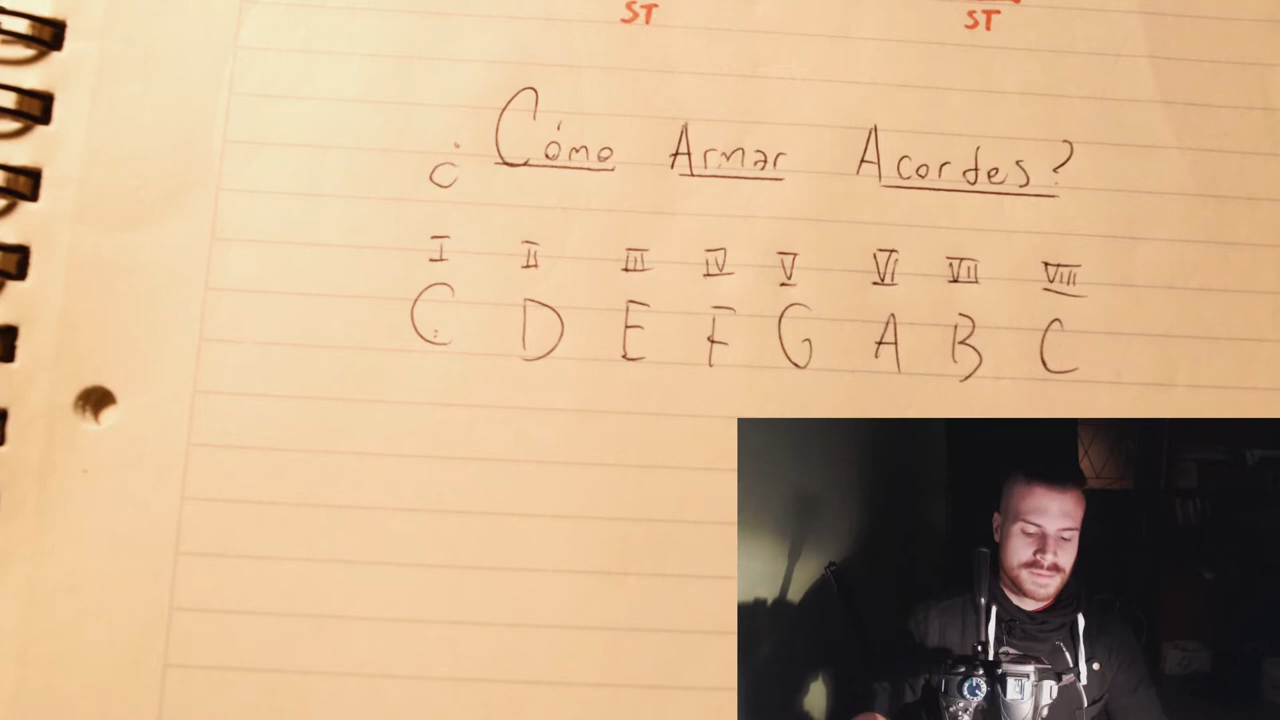 ST ST
¿Cómo Armar Acordes?
I II III IV V VI VII VIII
C D E F G A B C